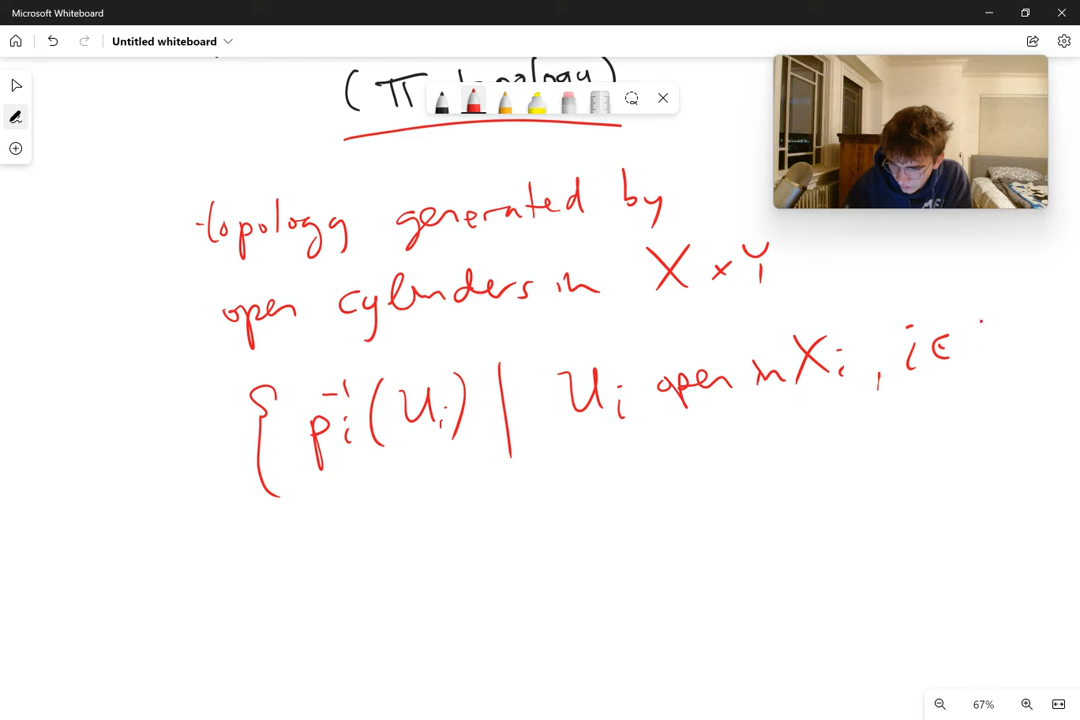 Microsoft Whiteboard
Untitled whiteboard
(π topology)
topology generated by
open cylinders in X × Y
{ pᵢ⁻¹(Uᵢ) | Uᵢ open in Xᵢ , i ∈
67%